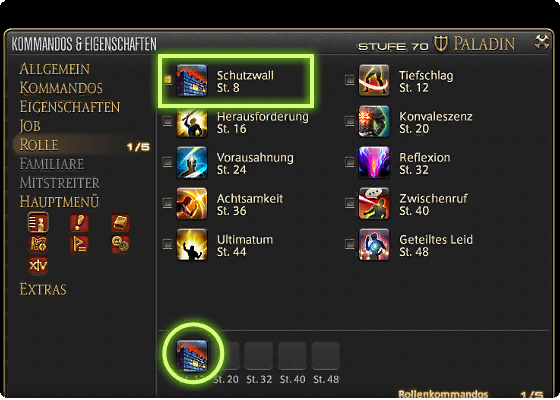 KOMMANDOS & EIGENSCHAFTEN
STUFE 70 PALADIN
ALLGEMEIN
KOMMANDOS
EIGENSCHAFTEN
JOB
ROLLE 1/5
FAMILIARE
MITSTREITER
HAUPTMENÜ
XIV
EXTRAS
Schutzwall
St. 8
Tiefschlag
St. 12
Herausforderung
St. 16
Konvaleszenz
St. 20
Vorausahnung
St. 24
Reflexion
St. 32
Achtsamkeit
St. 36
Zwischenruf
St. 40
Ultimatum
St. 44
Geteiltes Leid
St. 48
St. 20 St. 32 St. 40 St. 48
Rollenkommandos 1/5